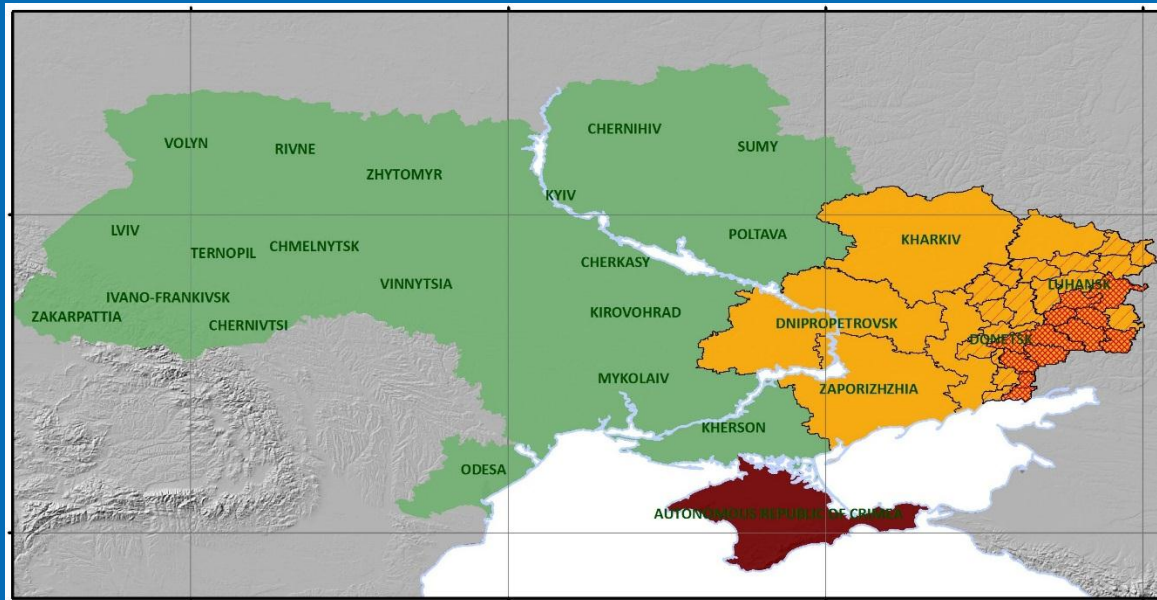 CHERNIHIV
VOLYN
RIVNE
SUMY
ZHYTOMYR
KYIV
LVIV
POLTAVA
KHARKIV
TERNOPIL
CHMELNYTSK
CHERKASY
VINNYTSIA
LUHANSK
IVANO-FRANKIVSK
ZAKARPATTIA
KIROVOHRAD
CHERNIVTSI
DNIPROPETROVSK
DONETSK
MYKOLAIV
ZAPORIZHZHIA
KHERSON
ODESA
AUTONOMOUS REPUBLIC OF CRIMEA